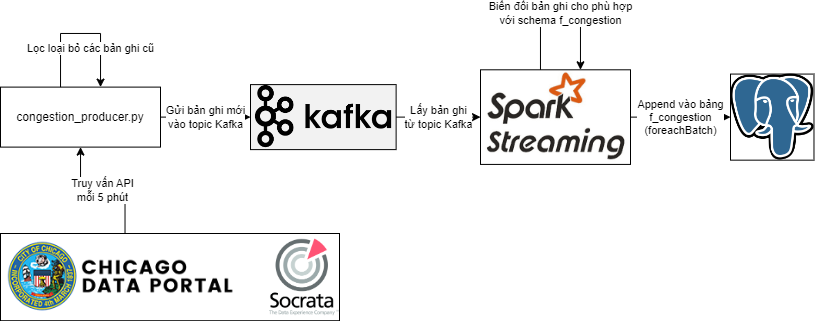 Biến đổi bản ghi cho phù hợp
với schema f_congestion
Lọc loại bỏ các bản ghi cũ
congestion_producer.py
Gửi bản ghi mới
vào topic Kafka
kafka
Lấy bản ghi
từ topic Kafka
Spark
Streaming
Append vào bảng
f_congestion
(foreachBatch)
Truy vấn API
mỗi 5 phút
CITY OF CHICAGO
INCORPORATED 4th MARCH 1837
CHICAGO
DATA PORTAL
Socrata
The Data Experience Company